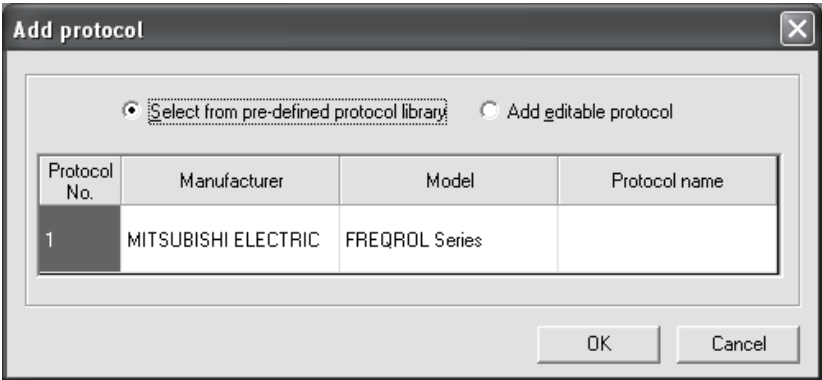 Add protocol
Select from pre-defined protocol library Add editable protocol
Protocol No. Manufacturer Model Protocol name
1 MITSUBISHI ELECTRIC FREQROL Series
OK Cancel